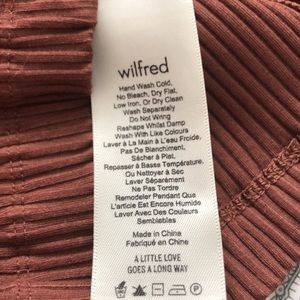 wilfred
Hand Wash Cold,
No Bleach, Dry Flat,
Low Iron, Or Dry Clean
Wash Separately
Do Not Wring
Reshape Whilst Damp
Wash With Like Colours
Laver À La Main À L'eau Froide,
Pas De Blanchiment,
Sécher À Plat,
Repasser À Basse Température,
Ou Nettoyer À Sec
Laver Séparément
Ne Pas Tordre
Remodeler Pendant Que
L'article Est Encore Humide
Laver Avec Des Couleurs
Semblables
Made In China
Fabriqué en Chine
A LITTLE LOVE
GOES A LONG WAY